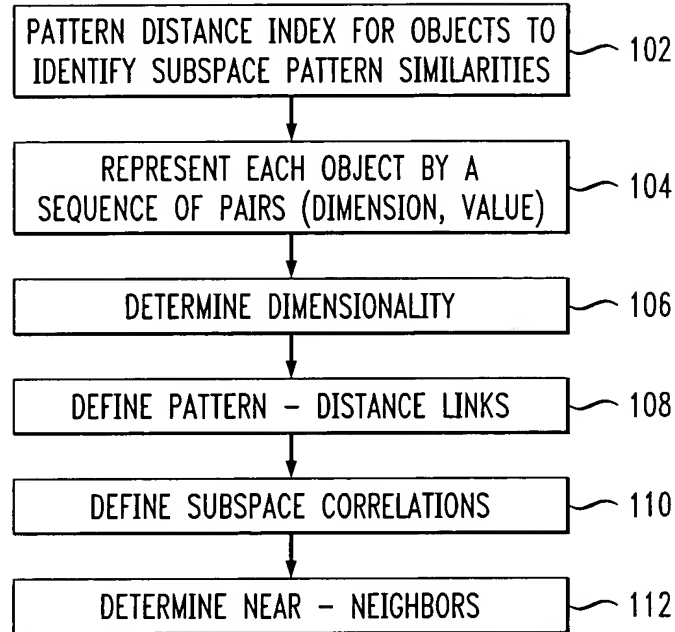 PATTERN DISTANCE INDEX FOR OBJECTS TO
IDENTIFY SUBSPACE PATTERN SIMILARITIES
102
REPRESENT EACH OBJECT BY A
SEQUENCE OF PAIRS (DIMENSION, VALUE)
104
DETERMINE DIMENSIONALITY
106
DEFINE PATTERN – DISTANCE LINKS
108
DEFINE SUBSPACE CORRELATIONS
110
DETERMINE NEAR – NEIGHBORS
112